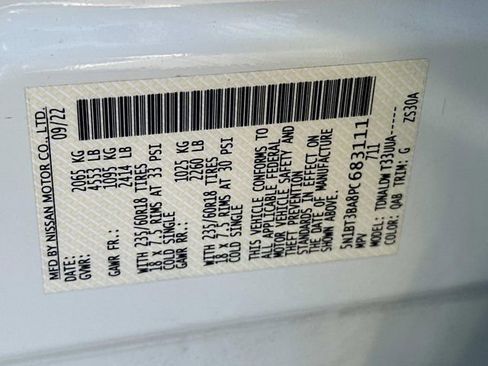 MFD BY NISSAN MOTOR CO., LTD.
DATE: 09/22
GVWR: 2065 KG
4553 LB
GAWR FR.: 1095 KG
2414 LB
WITH 235/60R18 TIRES
18 X 7.5 RIMS AT 33 PSI
COLD SINGLE
GAWR RR.: 1025 KG
2260 LB
WITH 235/60R18 TIRES
18 X 7.5 RIMS AT 30 PSI
COLD SINGLE
THIS VEHICLE CONFORMS TO
ALL APPLICABLE FEDERAL
MOTOR VEHICLE SAFETY AND
THEFT PREVENTION
STANDARDS IN EFFECT ON
THE DATE OF MANUFACTURE
SHOWN ABOVE.
5N1BT3BA8PC683111
MPV 711
MODEL: TDNALDW T33UUA-----
COLOR: QAB TRIM: G ZS30A